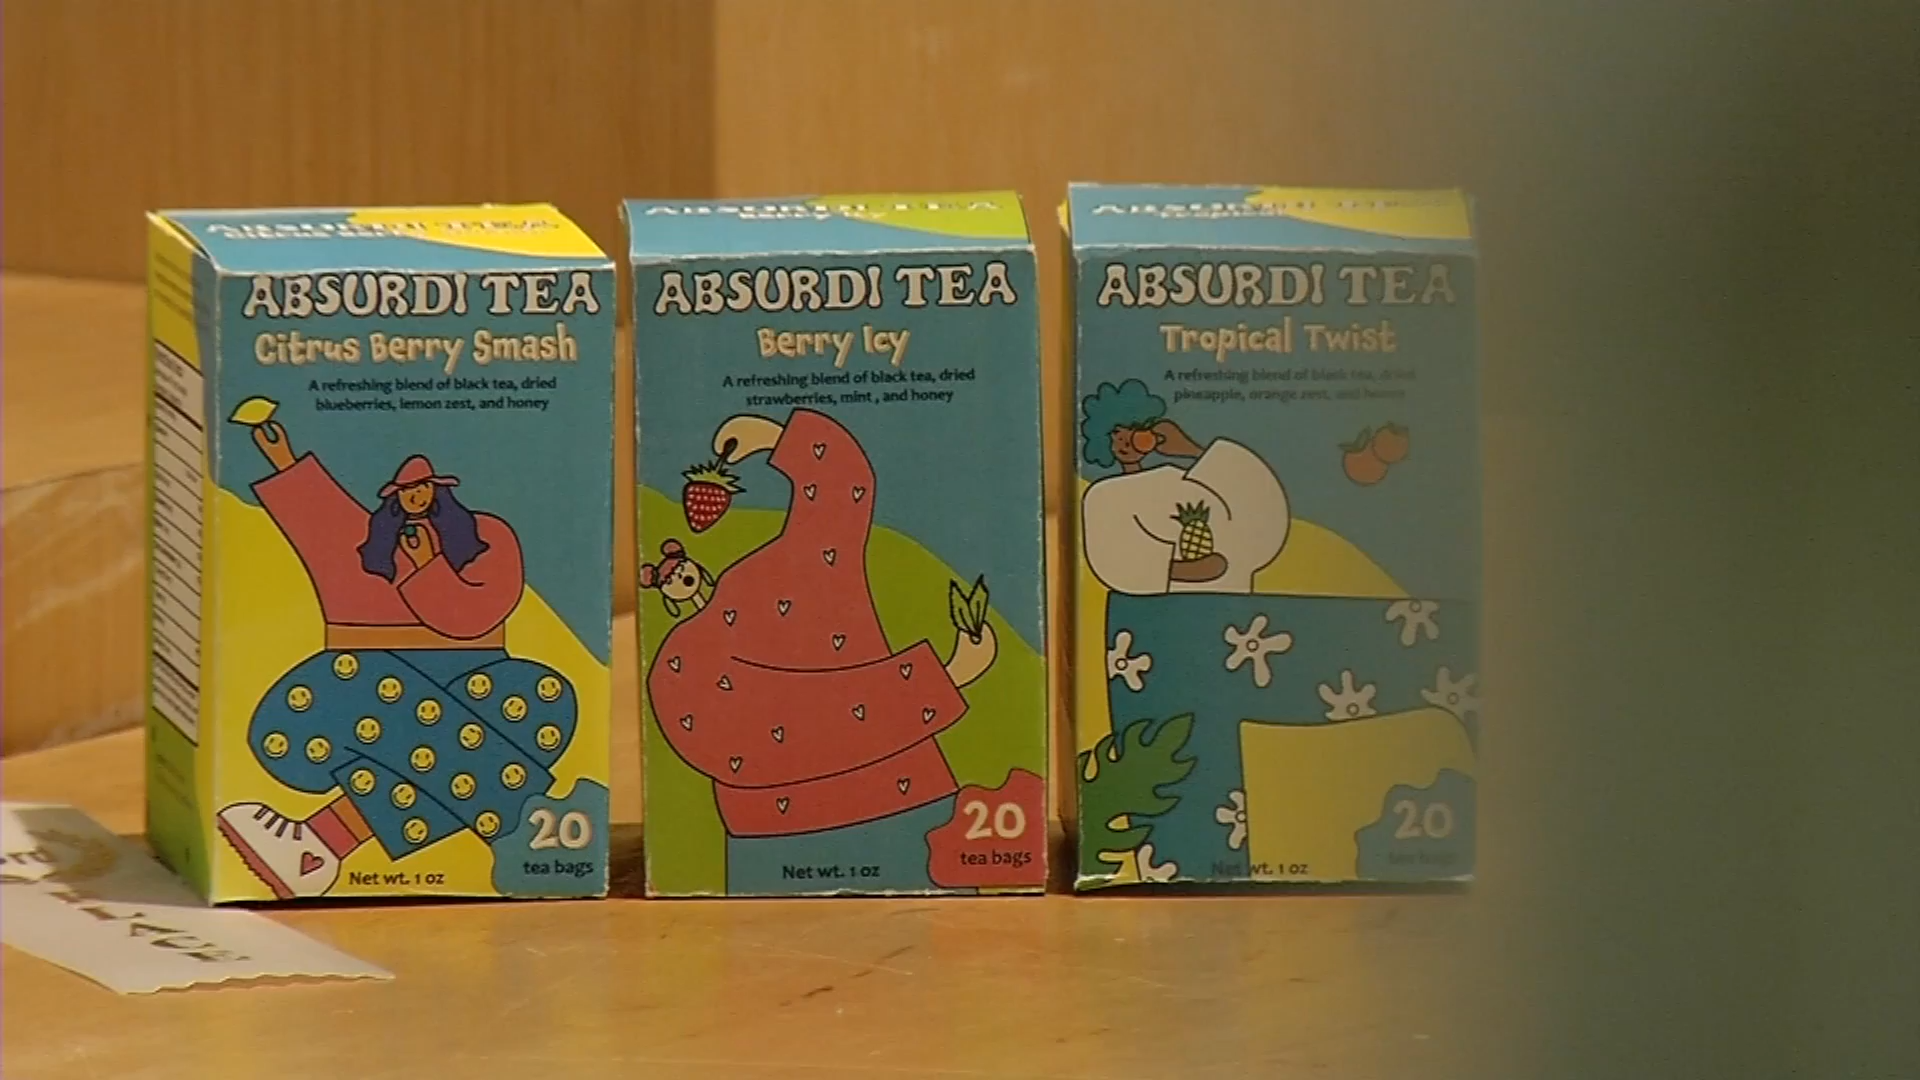 ABSURDI TEA
Citrus Berry Smash
A refreshing blend of black tea, dried
blueberries, lemon zest, and honey
20
tea bags
Net wt. 1 oz
ABSURDI TEA
Berry Icy
ABSURDI TEA
Berry Icy
A refreshing blend of black tea, dried
strawberries, mint, and honey
20
tea bags
Net wt. 1 oz
ABSURDI TEA
Tropical Twist
A refreshing blend of black tea, dried
pineapple, orange zest, and honey
20
tea bags
Net wt. 1 oz